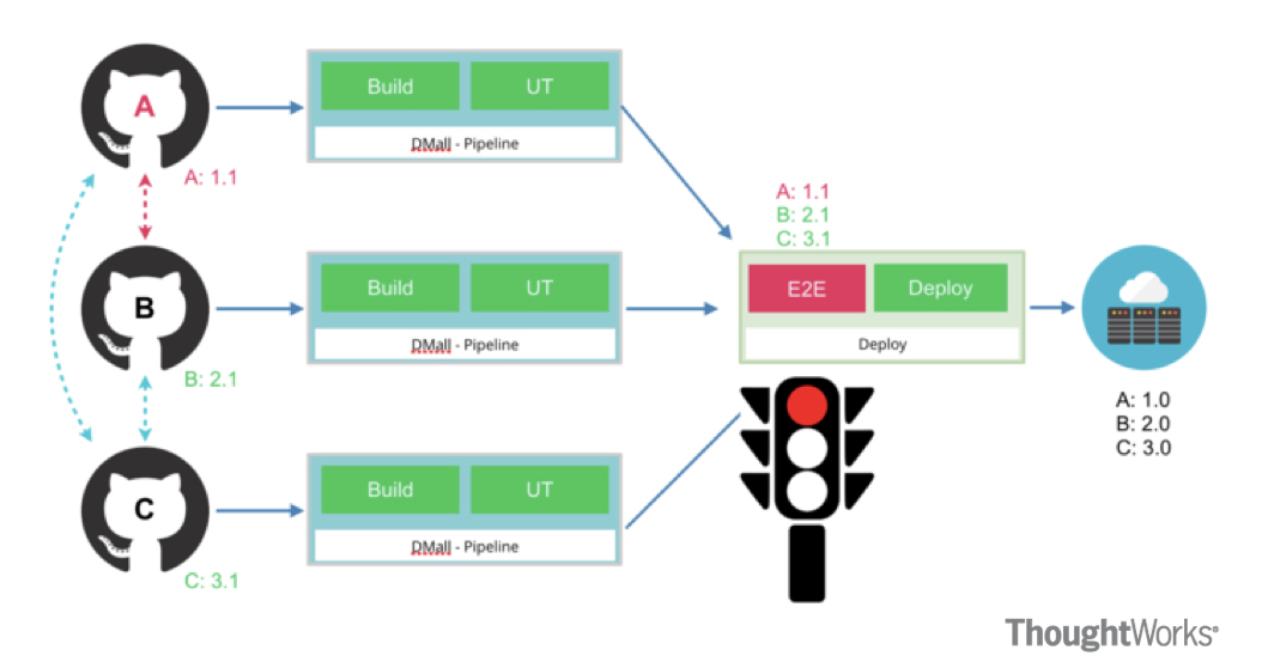 A
A: 1.1
Build
UT
DMall - Pipeline
B
B: 2.1
Build
UT
DMall - Pipeline
C
C: 3.1
Build
UT
DMall - Pipeline
A: 1.1
B: 2.1
C: 3.1
E2E
Deploy
Deploy
A: 1.0
B: 2.0
C: 3.0
ThoughtWorks®